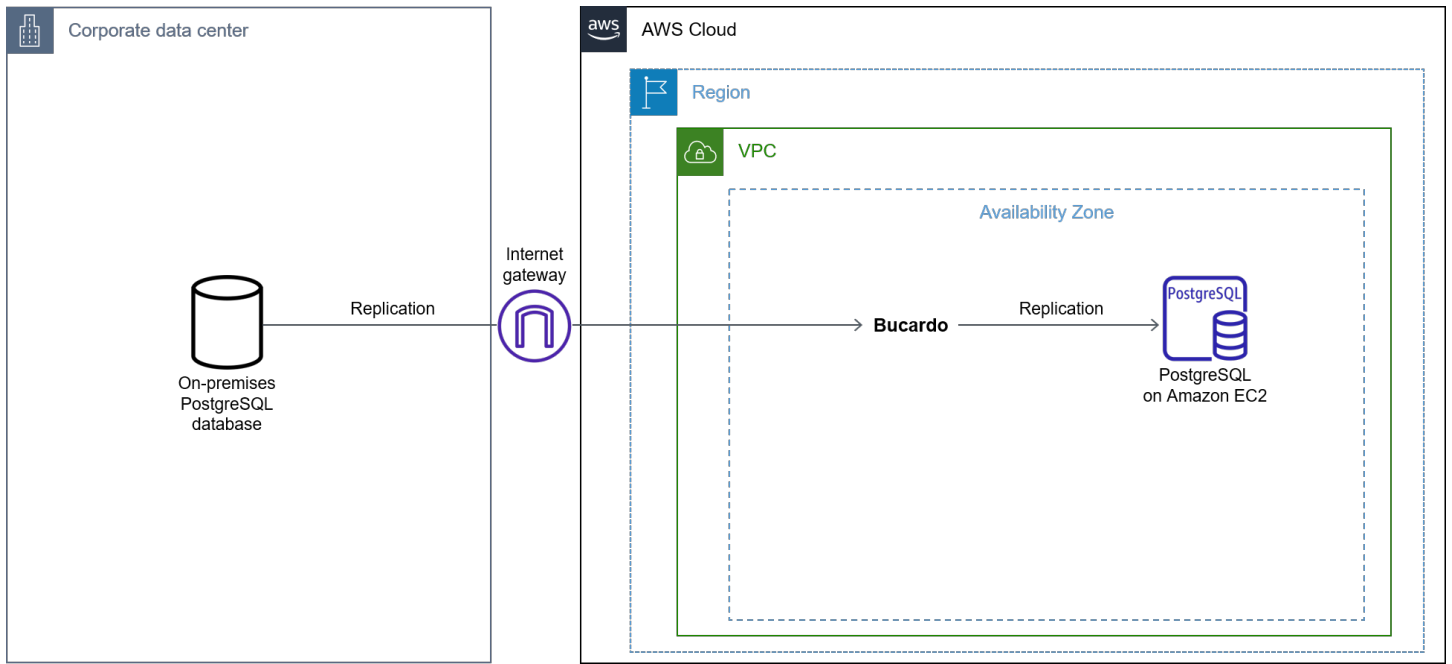 Corporate data center
aws
AWS Cloud
Region
VPC
Availability Zone
Internet
gateway
Replication
Bucardo
Replication
PostgreSQL
On-premises
PostgreSQL
database
PostgreSQL
on Amazon EC2